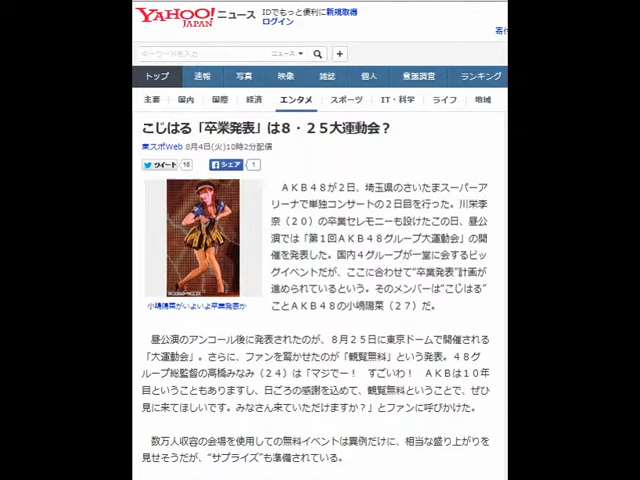 YAHOO! JAPAN ニュース IDでもっと便利に新規取得
ログイン
キーワードを入力 ニュース
トップ 速報 写真 映像 雑誌 個人 意識調査 ランキング
主要 国内 国際 経済 エンタメ スポーツ IT・科学 ライフ 地域
こじはる「卒業発表」は8・25大運動会？
東スポWeb 8月4日(火)10時2分配信
ツイート 16 シェア 1
小嶋陽菜がいよいよ卒業発表か
ＡＫＢ４８が２日、埼玉県のさいたまスーパーア
リーナで単独コンサートの２日目を行った。川栄李
奈（２０）の卒業セレモニーも設けたこの日、昼公
演では「第１回ＡＫＢ４８グループ大運動会」の開
催を発表した。国内４グループが一堂に会するビッ
グイベントだが、ここに合わせて“卒業発表”計画が
進められているという。そのメンバーは“こじはる”
ことＡＫＢ４８の小嶋陽菜（２７）だ。
昼公演のアンコール後に発表されたのが、８月２５日に東京ドームで開催される
「大運動会」。さらに、ファンを驚かせたのが「観覧無料」という発表。４８グ
ループ総監督の高橋みなみ（２４）は「マジでー！　すごいわ！　ＡＫＢは１０年
目ということもありますし、日ごろの感謝を込めて、観覧無料ということで、ぜひ
見に来てほしいです。みなさん来ていただけますか？」とファンに呼びかけた。
数万人収容の会場を使用しての無料イベントは異例だけに、相当な盛り上がりを
見せそうだが、“サプライズ”も準備されている。